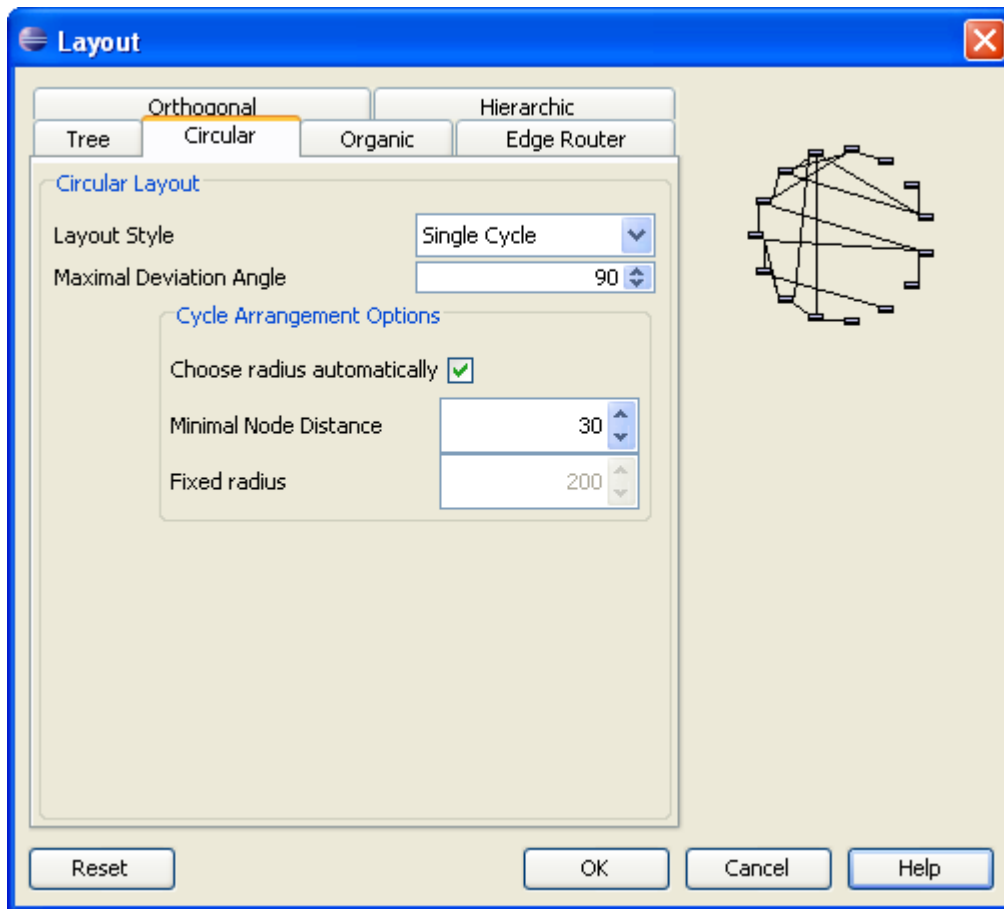 Layout
Orthogonal Hierarchic
Tree Circular Organic Edge Router
Circular Layout
Layout Style Single Cycle
Maximal Deviation Angle 90
Cycle Arrangement Options
Choose radius automatically
Minimal Node Distance 30
Fixed radius 200
Reset OK Cancel Help